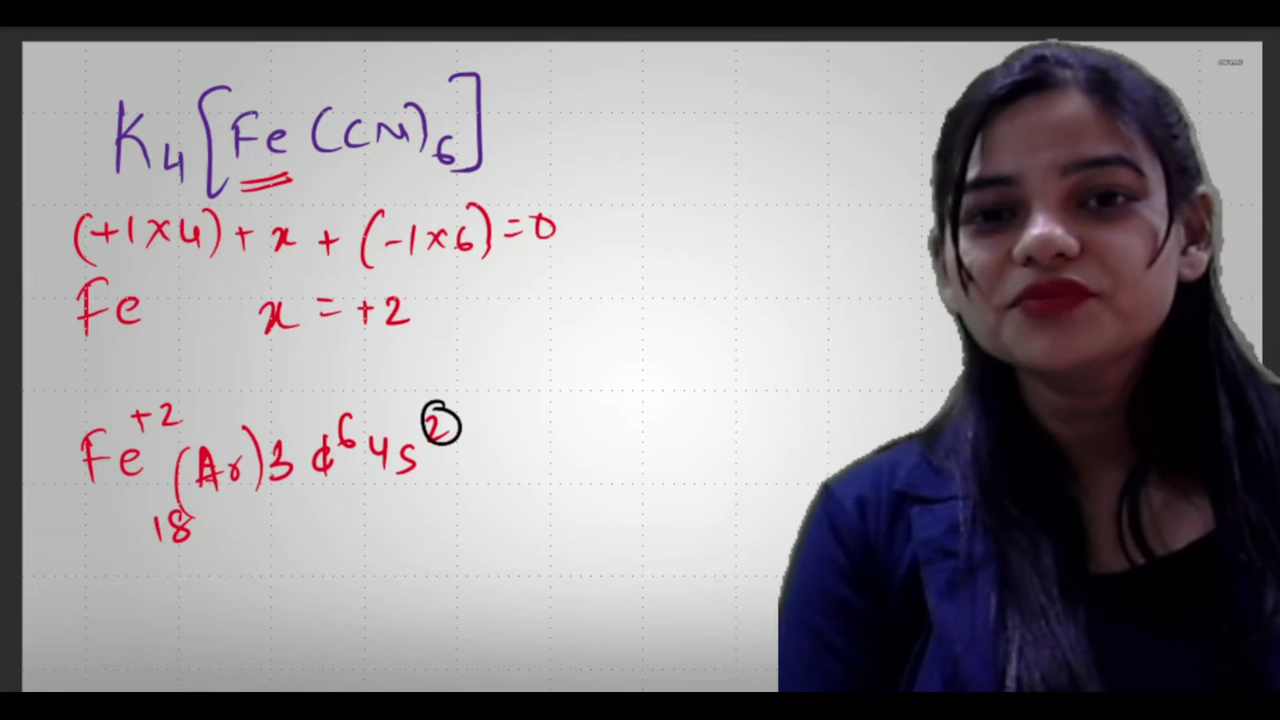 K₄[Fe(CN)₆]
(+1×4) + x + (-1×6) = 0
Fe x = +2
Fe⁺² (Ar) 3d⁶ 4s²
18